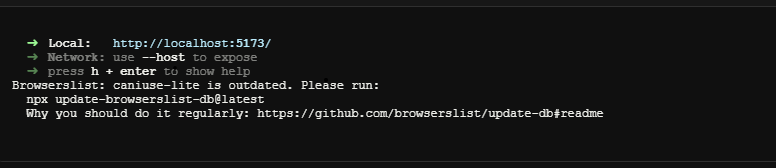 ➜ Local: http://localhost:5173/
➜ Network: use --host to expose
➜ press h + enter to show help
Browserslist: caniuse-lite is outdated. Please run:
npx update-browserslist-db@latest
Why you should do it regularly: https://github.com/browserslist/update-db#readme